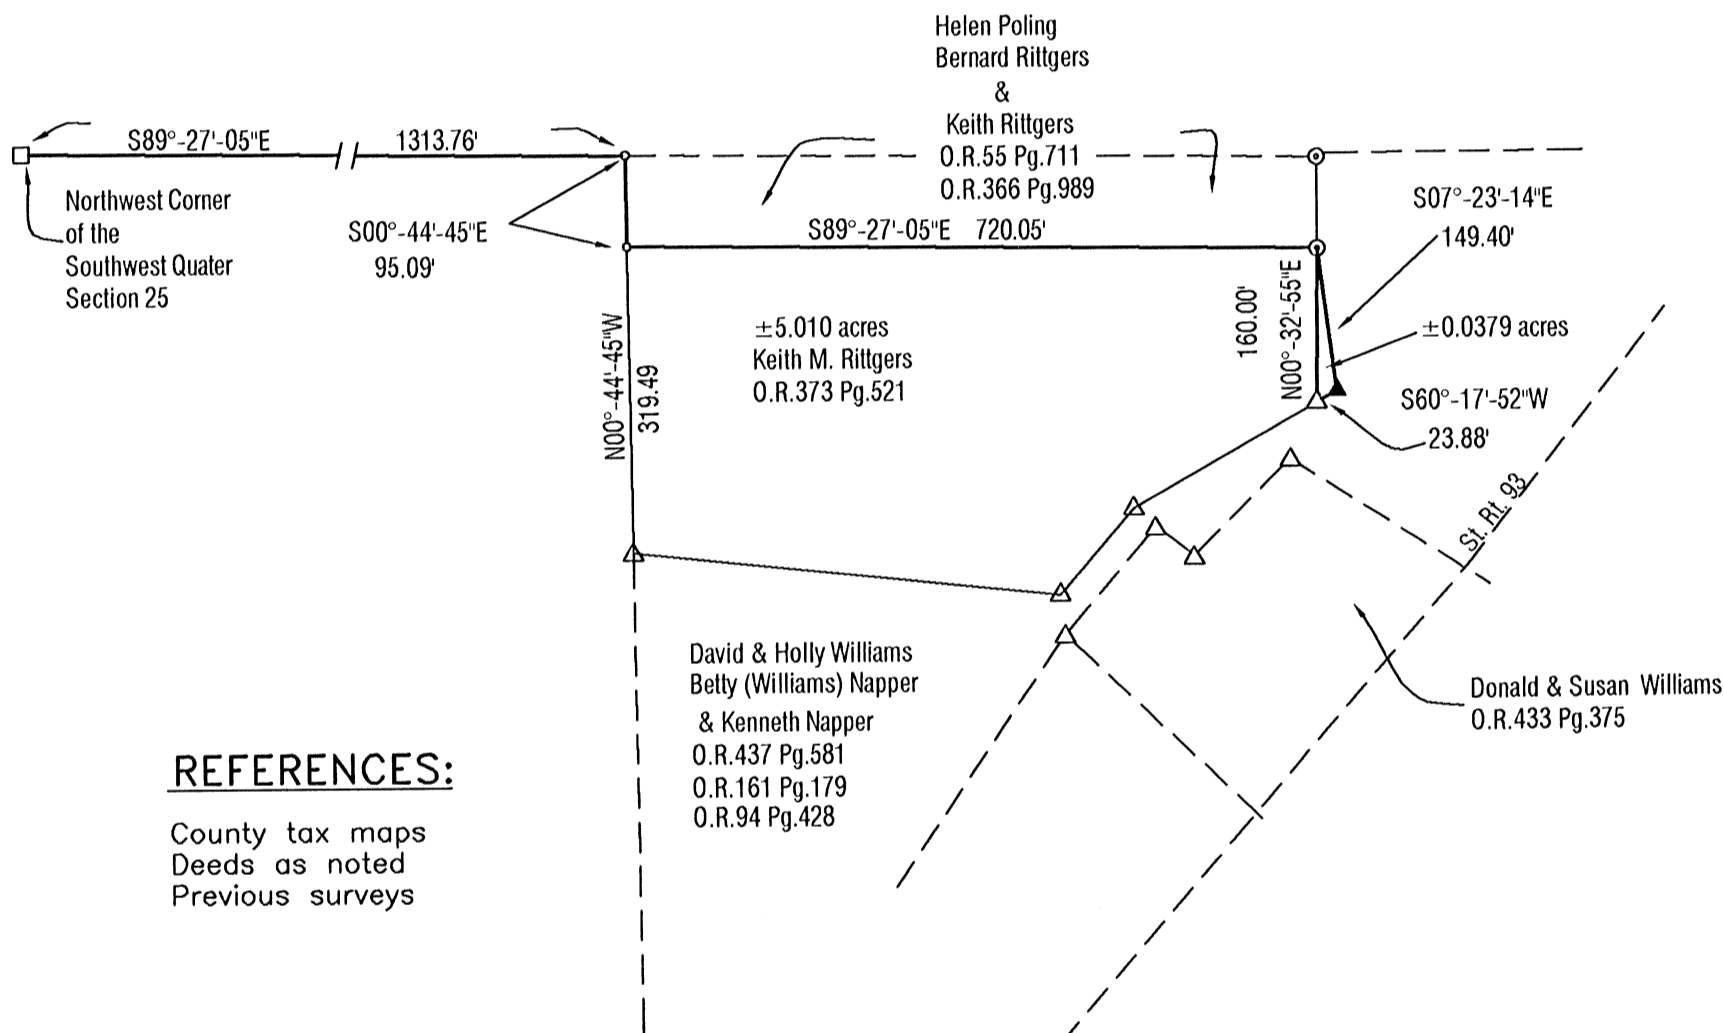 Helen Poling
Bernard Rittgers
&
Keith Rittgers
O.R.55 Pg.711
O.R.366 Pg.989
S89°-27'-05"E 1313.76'
Northwest Corner
of the
Southwest Quater
Section 25
S00°-44'-45"E
95.09'
S89°-27'-05"E 720.05'
S07°-23'-14"E
149.40'
N00°-44'-45"W
319.49
±5.010 acres
Keith M. Rittgers
O.R.373 Pg.521
160.00'
N00°-32'-55"E
±0.0379 acres
S60°-17'-52"W
23.88'
St. Rt. 93
David & Holly Williams
Betty (Williams) Napper
& Kenneth Napper
O.R.437 Pg.581
O.R.161 Pg.179
O.R.94 Pg.428
Donald & Susan Williams
O.R.433 Pg.375
REFERENCES:
County tax maps
Deeds as noted
Previous surveys